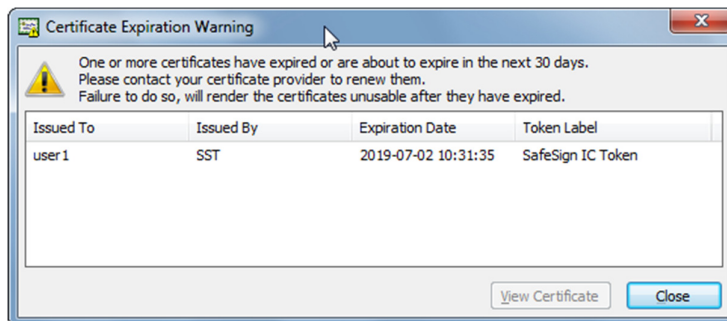 Certificate Expiration Warning
One or more certificates have expired or are about to expire in the next 30 days.
Please contact your certificate provider to renew them.
Failure to do so, will render the certificates unusable after they have expired.
Issued To Issued By Expiration Date Token Label
user1 SST 2019-07-02 10:31:35 SafeSign IC Token
View Certificate Close